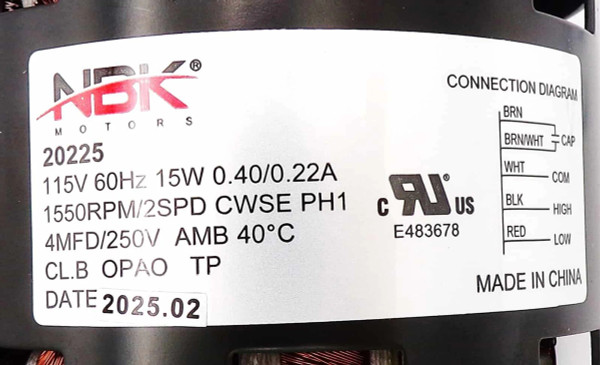 NBK®
MOTORS
20225
115V 60Hz 15W 0.40/0.22A
1550RPM/2SPD CWSE PH1
4MFD/250V AMB 40°C
CL.B OPAO TP
DATE 2025.02
C RU US
E483678
CONNECTION DIAGRAM
BRN
BRN/WHT CAP
WHT COM
BLK HIGH
RED LOW
MADE IN CHINA